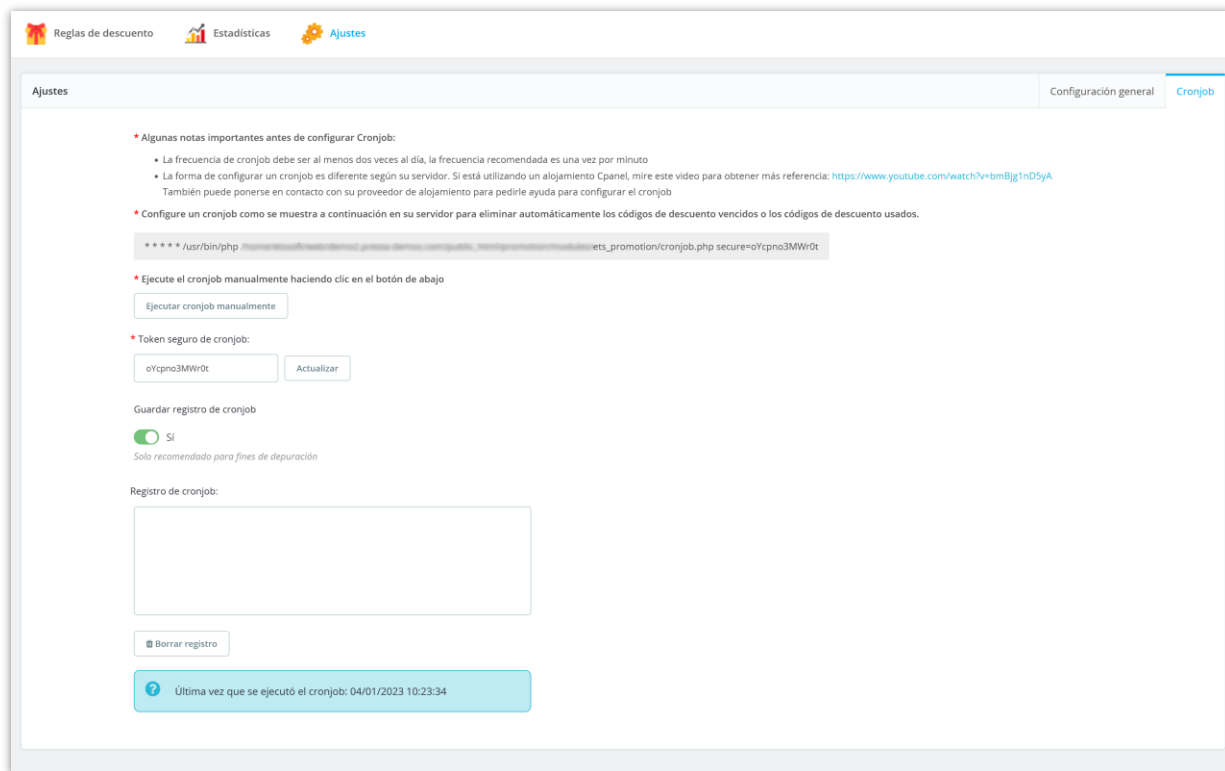 Reglas de descuento Estadísticas Ajustes
Ajustes Configuración general Cronjob
* Algunas notas importantes antes de configurar Cronjob:
• La frecuencia de cronjob debe ser al menos dos veces al día, la frecuencia recomendada es una vez por minuto
• La forma de configurar un cronjob es diferente según su servidor. Si está utilizando un alojamiento Cpanel, mire este video para obtener más referencia: https://www.youtube.com/watch?v=bmBjg1nD5yA
También puede ponerse en contacto con su proveedor de alojamiento para pedirle ayuda para configurar el cronjob
* Configure un cronjob como se muestra a continuación en su servidor para eliminar automáticamente los códigos de descuento vencidos o los códigos de descuento usados.
* * * * * /usr/bin/php ets_promotion/cronjob.php secure=oYcpno3MWr0t
* Ejecute el cronjob manualmente haciendo clic en el botón de abajo
Ejecutar cronjob manualmente
* Token seguro de cronjob:
oYcpno3MWr0t Actualizar
Guardar registro de cronjob
Sí
Solo recomendado para fines de depuración
Registro de cronjob:
Borrar registro
Última vez que se ejecutó el cronjob: 04/01/2023 10:23:34